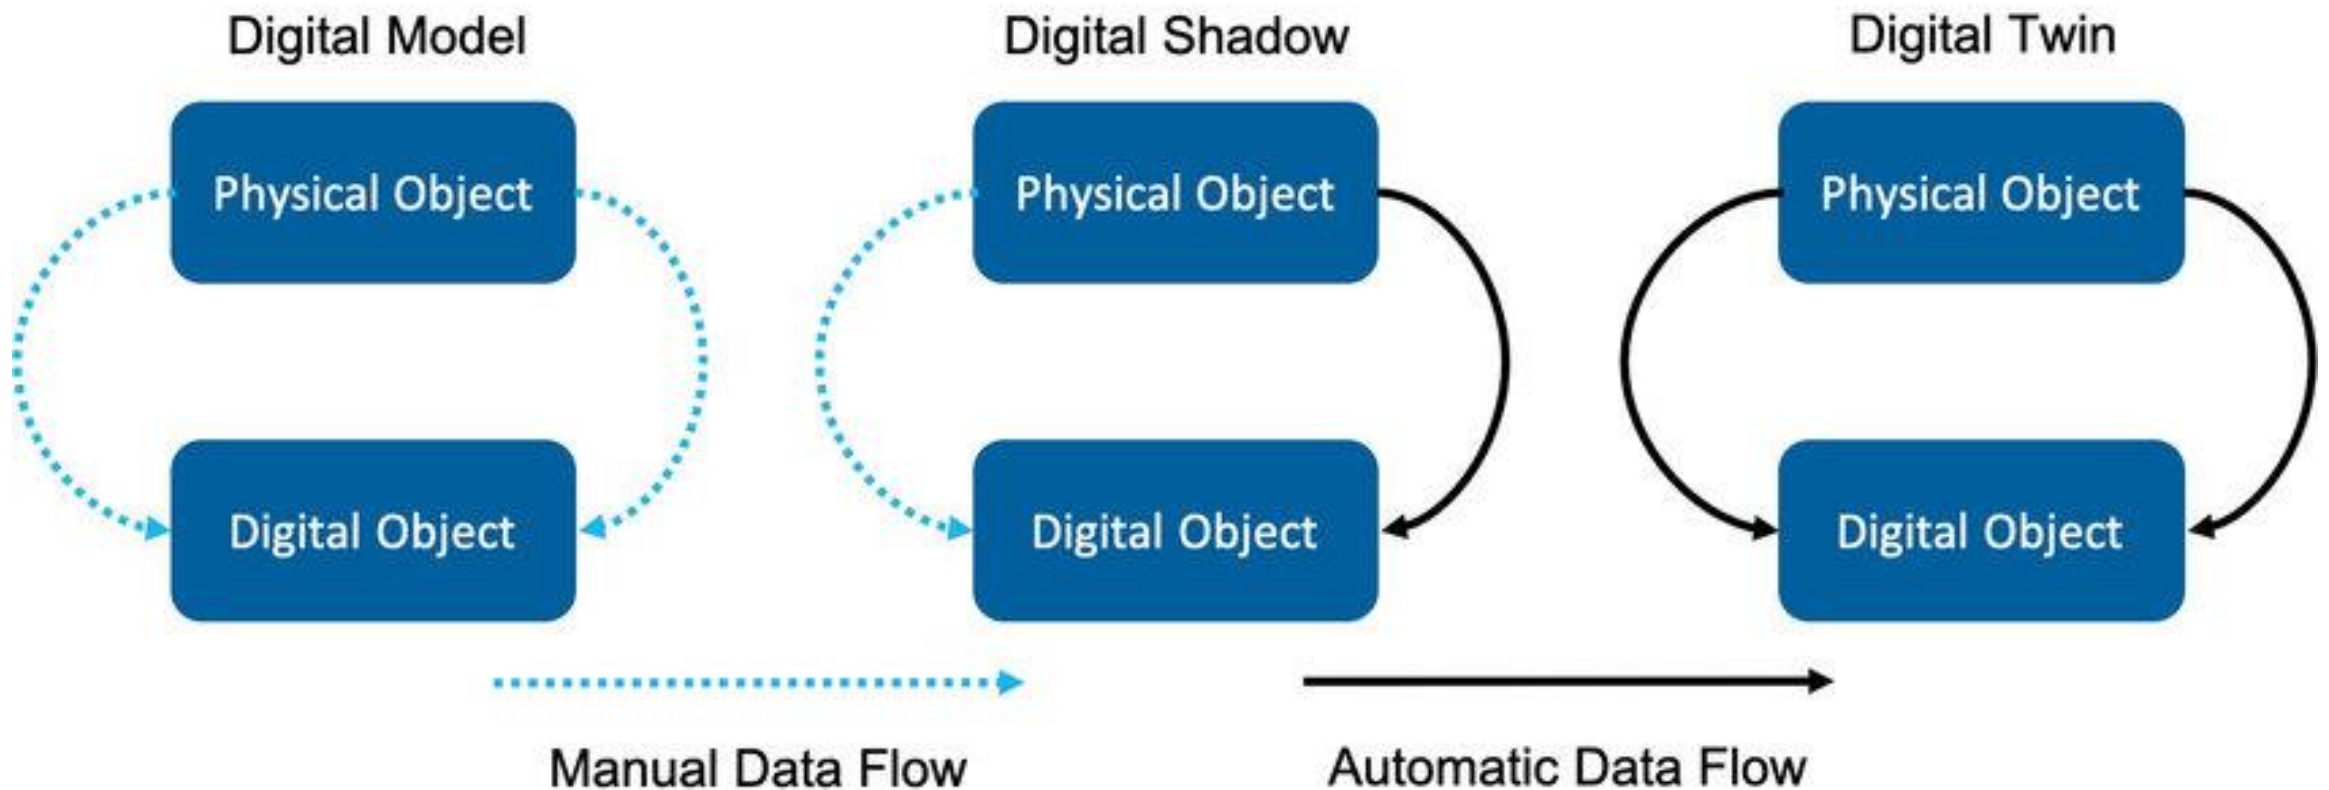 Digital Model
Digital Shadow
Digital Twin
Physical Object
Physical Object
Physical Object
Digital Object
Digital Object
Digital Object
Manual Data Flow
Automatic Data Flow